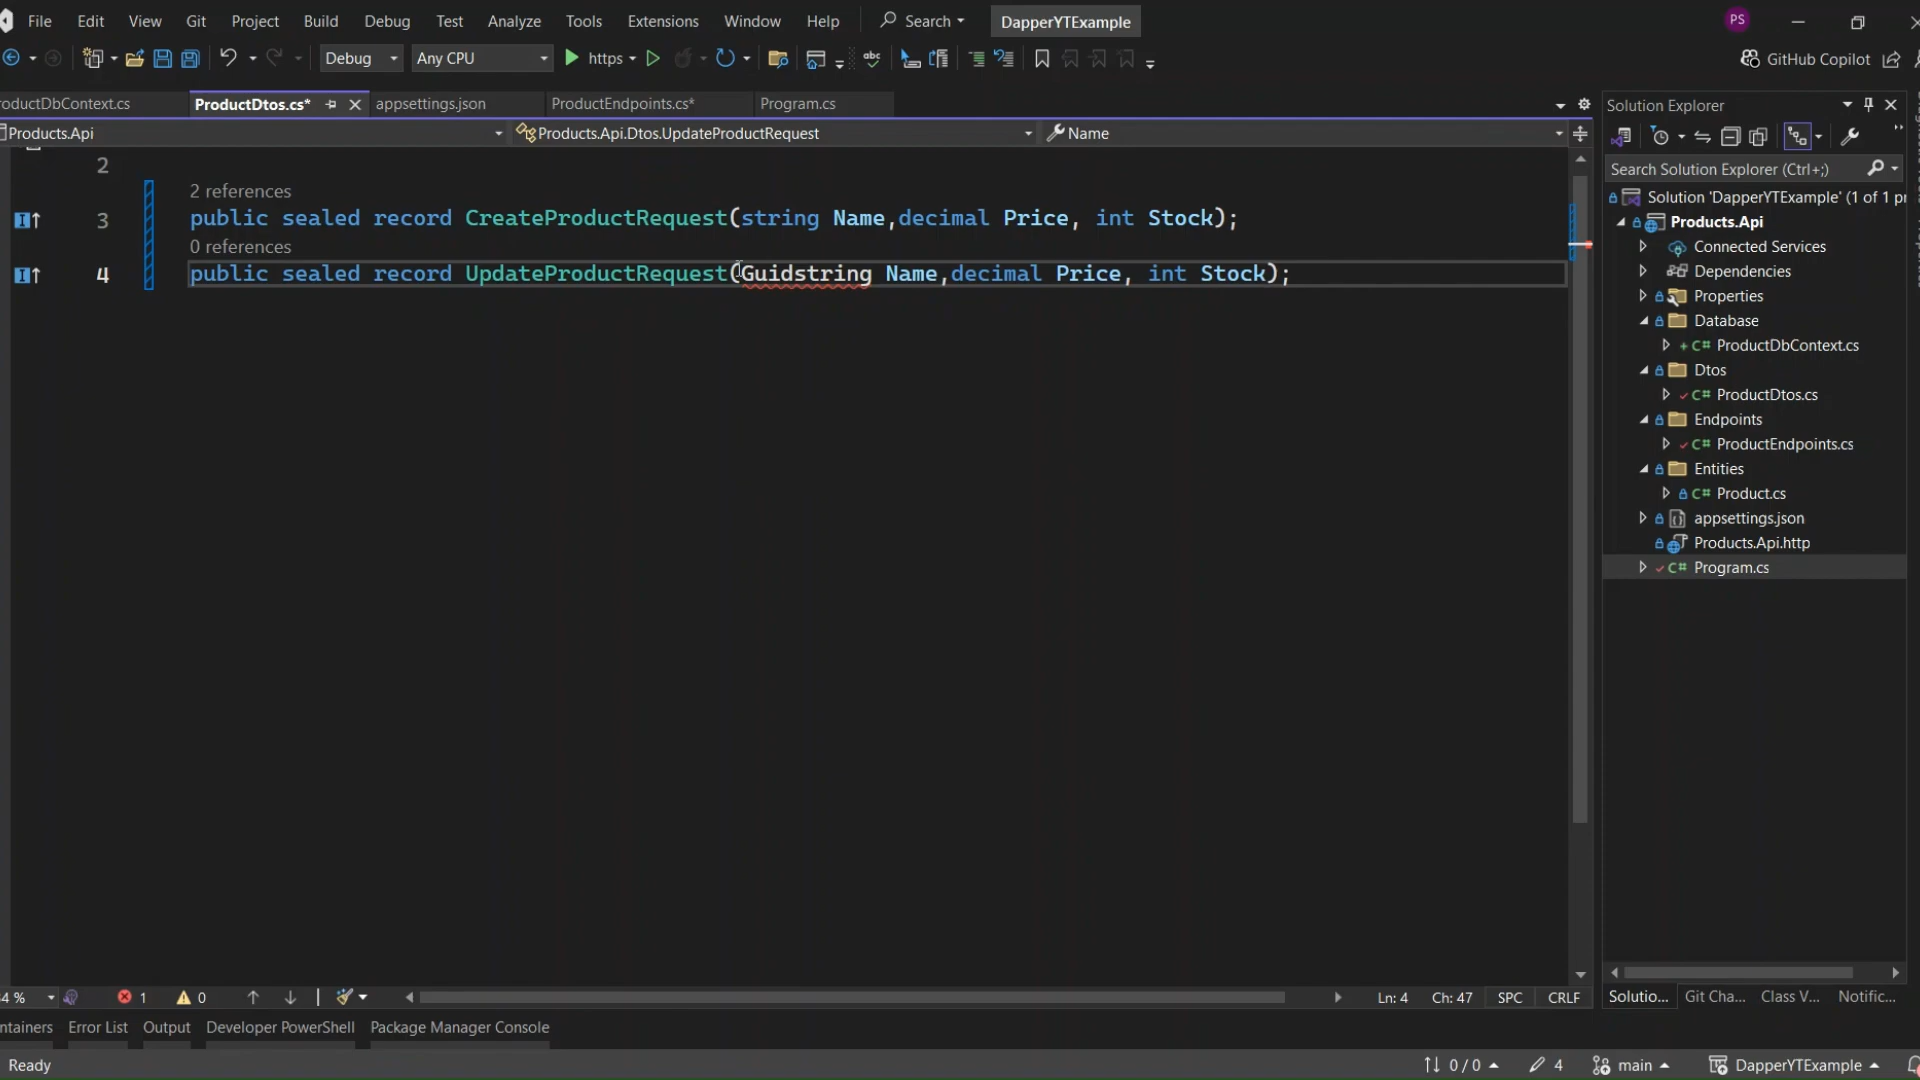 File Edit View Git Project Build Debug Test Analyze Tools Extensions Window Help Search DapperYTExample PS
Debug Any CPU https GitHub Copilot
roductDbContext.cs ProductDtos.cs* appsettings.json ProductEndpoints.cs* Program.cs
Products.Api Products.Api.Dtos.UpdateProductRequest Name
2
2 references
3 public sealed record CreateProductRequest(string Name,decimal Price, int Stock);
0 references
4 public sealed record UpdateProductRequest(Guidstring Name,decimal Price, int Stock);
Solution Explorer
Search Solution Explorer (Ctrl+;)
Solution 'DapperYTExample' (1 of 1 pr
Products.Api
Connected Services
Dependencies
Properties
Database
C# ProductDbContext.cs
Dtos
C# ProductDtos.cs
Endpoints
C# ProductEndpoints.cs
Entities
C# Product.cs
appsettings.json
Products.Api.http
C# Program.cs
4 % 1 0 Ln: 4 Ch: 47 SPC CRLF
Solutio... Git Cha... Class V... Notific...
ntainers Error List Output Developer PowerShell Package Manager Console
Ready 0 / 0 4 main DapperYTExample